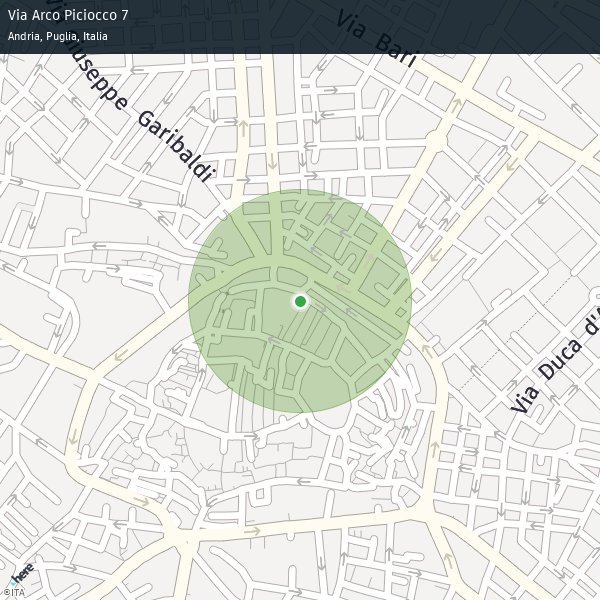 Via Arco Piciocco 7
Andria, Puglia, Italia
Via Bari
Giuseppe Garibaldi
Via Duca
here
©ITA